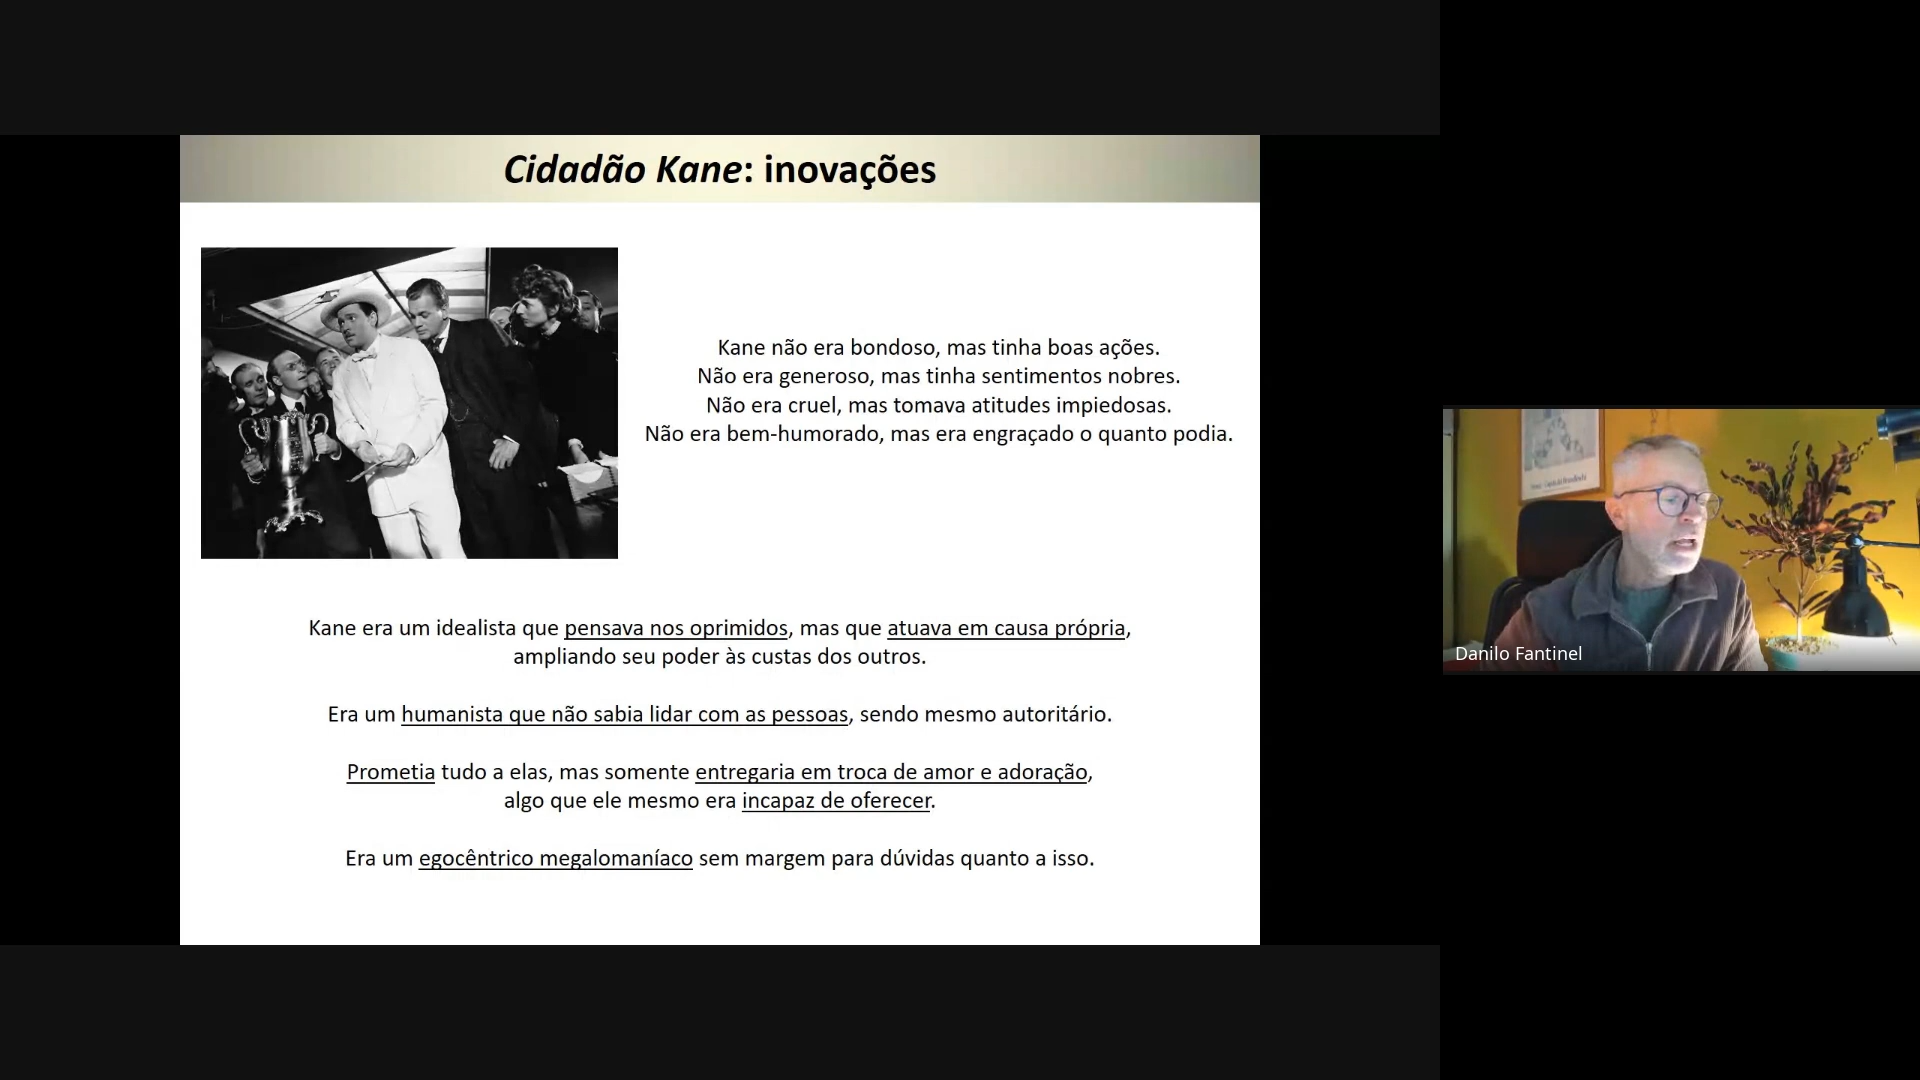 Cidadão Kane: inovações
Kane não era bondoso, mas tinha boas ações.
Não era generoso, mas tinha sentimentos nobres.
Não era cruel, mas tomava atitudes impiedosas.
Não era bem-humorado, mas era engraçado o quanto podia.
Kane era um idealista que pensava nos oprimidos, mas que atuava em causa própria,
ampliando seu poder às custas dos outros.
Era um humanista que não sabia lidar com as pessoas, sendo mesmo autoritário.
Prometia tudo a elas, mas somente entregaria em troca de amor e adoração,
algo que ele mesmo era incapaz de oferecer.
Era um egocêntrico megalomaníaco sem margem para dúvidas quanto a isso.
Danilo Fantinel